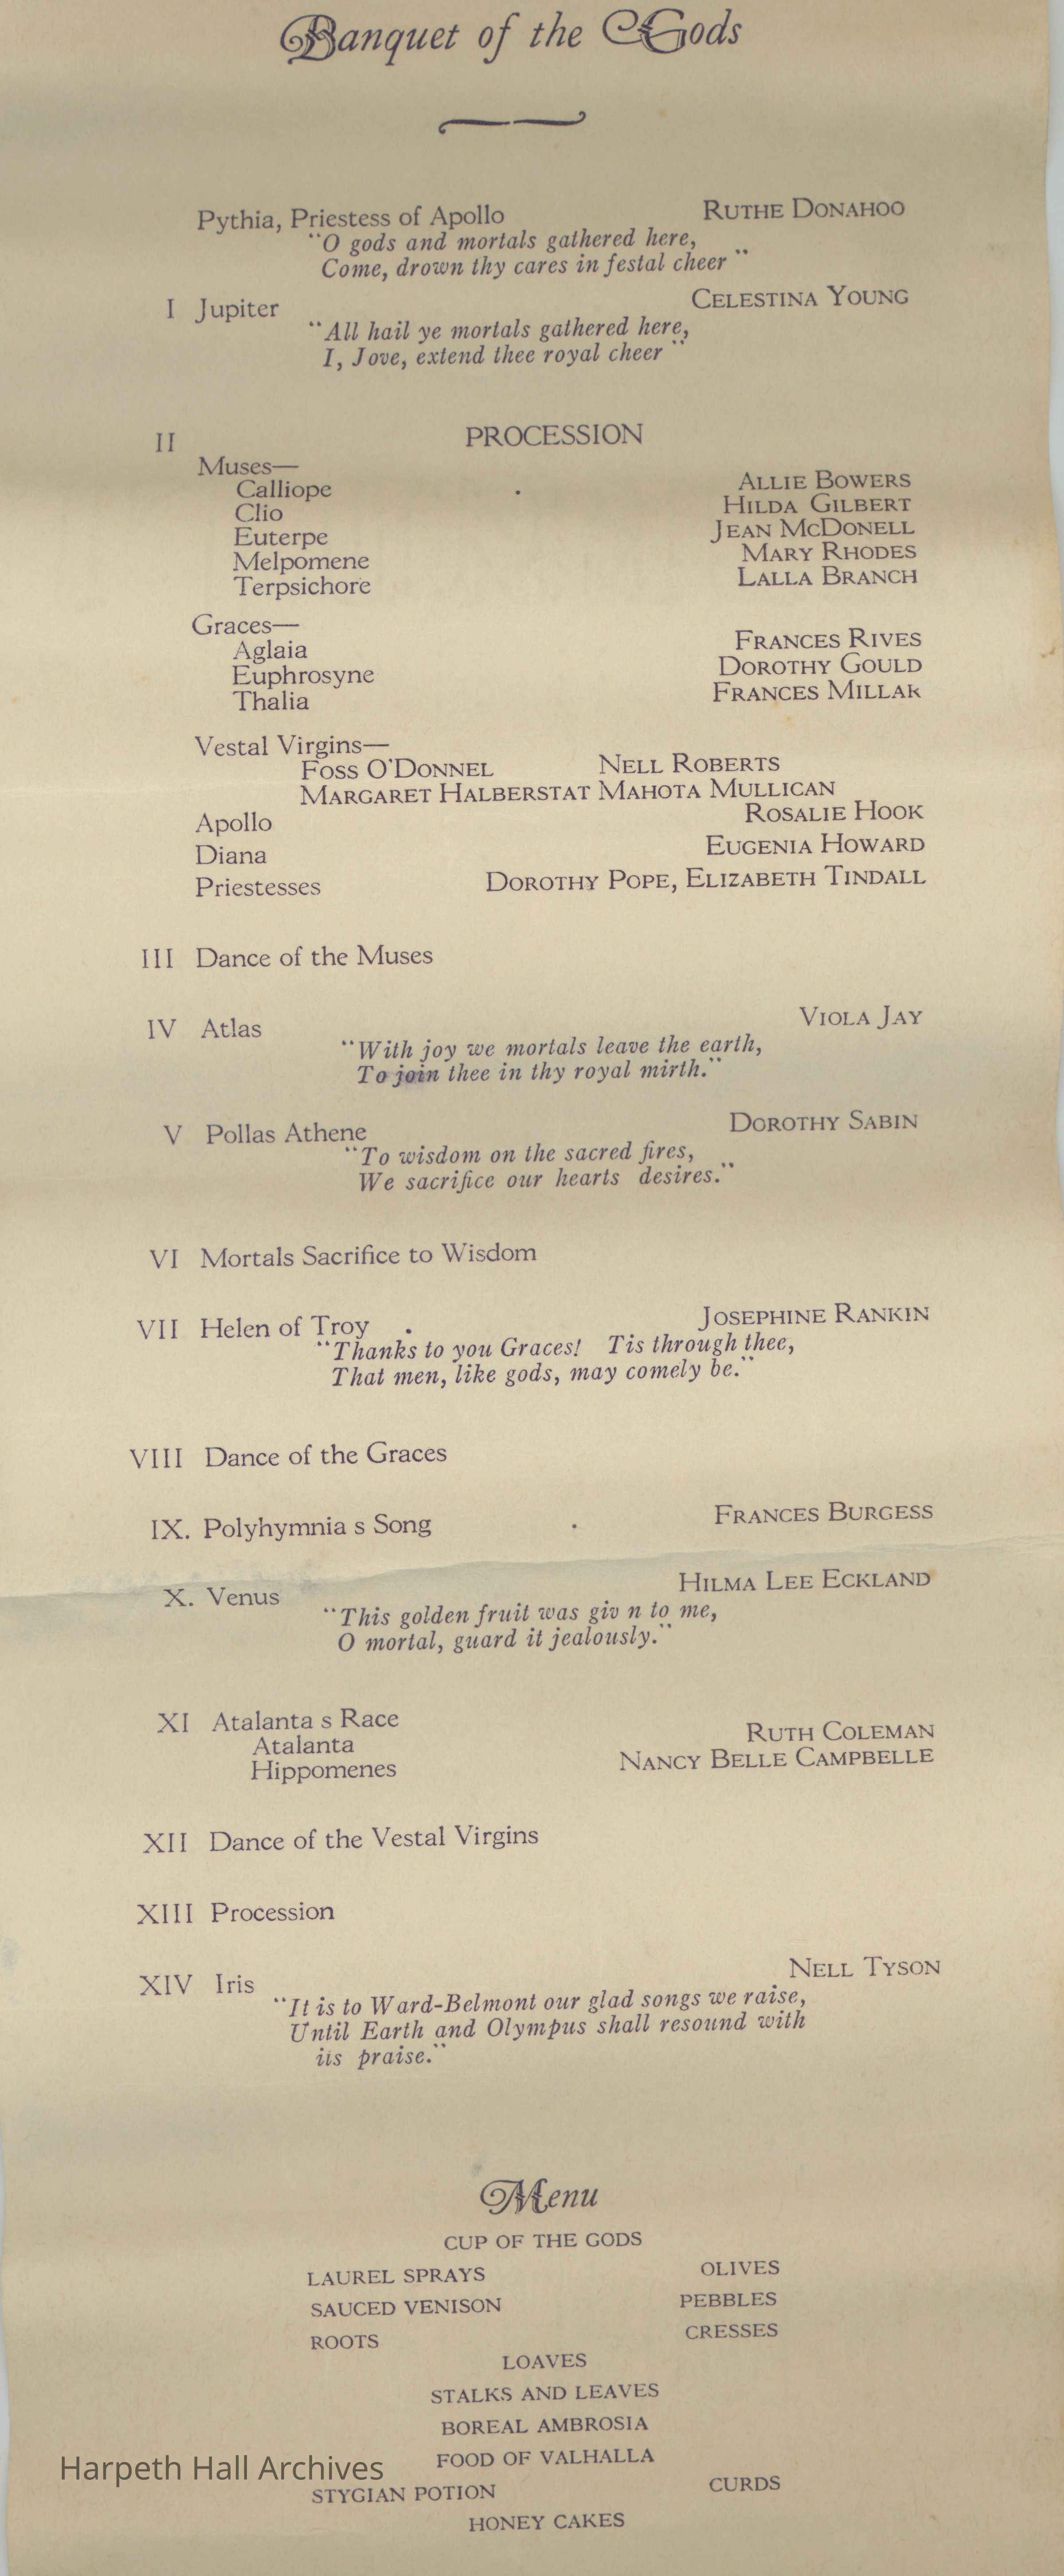 Banquet of the Gods
Pythia, Priestess of Apollo RUTHE DONAHOO
"O gods and mortals gathered here,
Come, drown thy cares in festal cheer"
I Jupiter CELESTINA YOUNG
"All hail ye mortals gathered here,
I, Jove, extend thee royal cheer"
II PROCESSION
Muses—
Calliope ALLIE BOWERS
Clio HILDA GILBERT
Euterpe JEAN MCDONELL
Melpomene MARY RHODES
Terpsichore LALLA BRANCH
Graces—
Aglaia FRANCES RIVES
Euphrosyne DOROTHY GOULD
Thalia FRANCES MILLAR
Vestal Virgins—
FOSS O'DONNEL NELL ROBERTS
MARGARET HALBERSTAT MAHOTA MULLICAN
Apollo ROSALIE HOOK
Diana EUGENIA HOWARD
Priestesses DOROTHY POPE, ELIZABETH TINDALL
III Dance of the Muses
IV Atlas VIOLA JAY
"With joy we mortals leave the earth,
To join thee in thy royal mirth."
V Pollas Athene DOROTHY SABIN
"To wisdom on the sacred fires,
We sacrifice our hearts desires."
VI Mortals Sacrifice to Wisdom
VII Helen of Troy JOSEPHINE RANKIN
"Thanks to you Graces! Tis through thee,
That men, like gods, may comely be."
VIII Dance of the Graces
IX. Polyhymnia s Song FRANCES BURGESS
X. Venus HILMA LEE ECKLAND
"This golden fruit was giv n to me,
O mortal, guard it jealously."
XI Atalanta s Race
Atalanta RUTH COLEMAN
Hippomenes NANCY BELLE CAMPBELLE
XII Dance of the Vestal Virgins
XIII Procession
XIV Iris NELL TYSON
"It is to Ward-Belmont our glad songs we raise,
Until Earth and Olympus shall resound with
its praise."
Menu
CUP OF THE GODS
LAUREL SPRAYS OLIVES
SAUCED VENISON PEBBLES
ROOTS CRESSES
LOAVES
STALKS AND LEAVES
BOREAL AMBROSIA
FOOD OF VALHALLA
Harpeth Hall Archives
STYGIAN POTION CURDS
HONEY CAKES